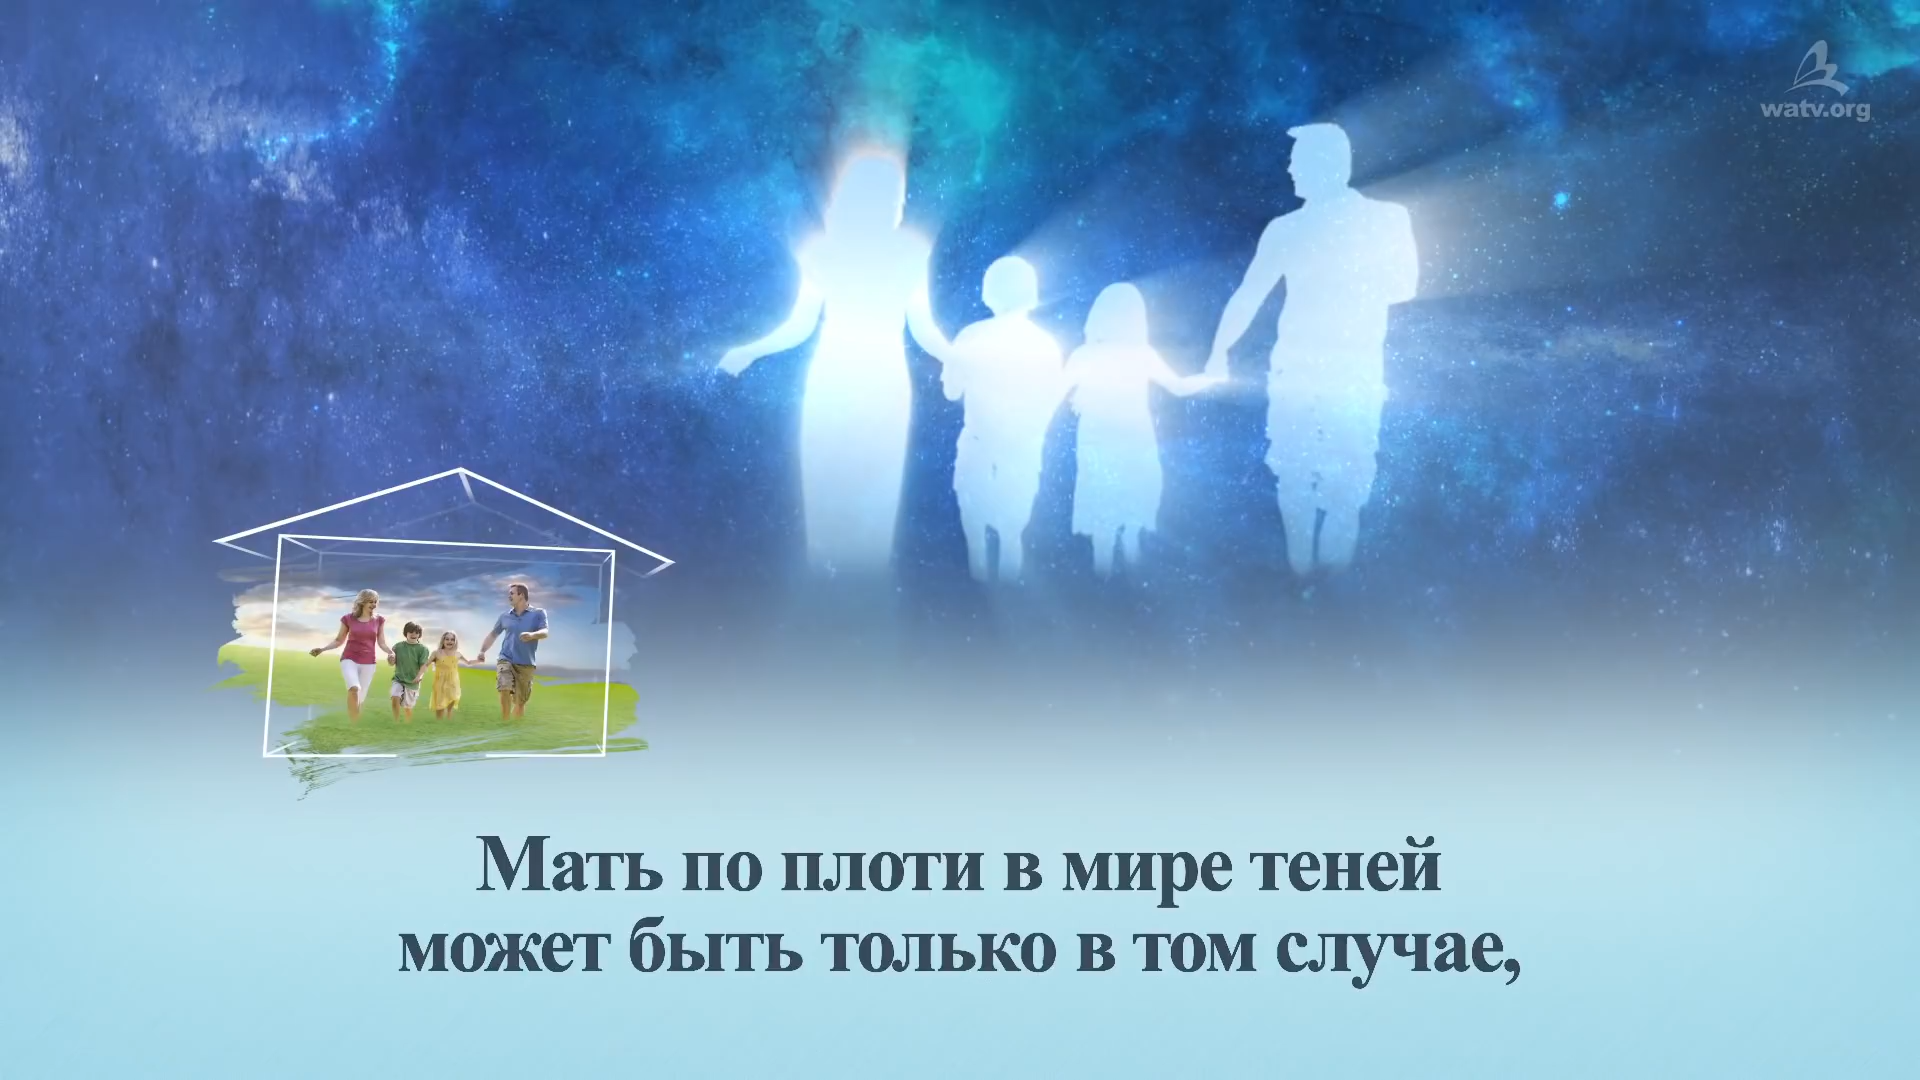 watv.org
Мать по плоти в мире теней
может быть только в том случае,